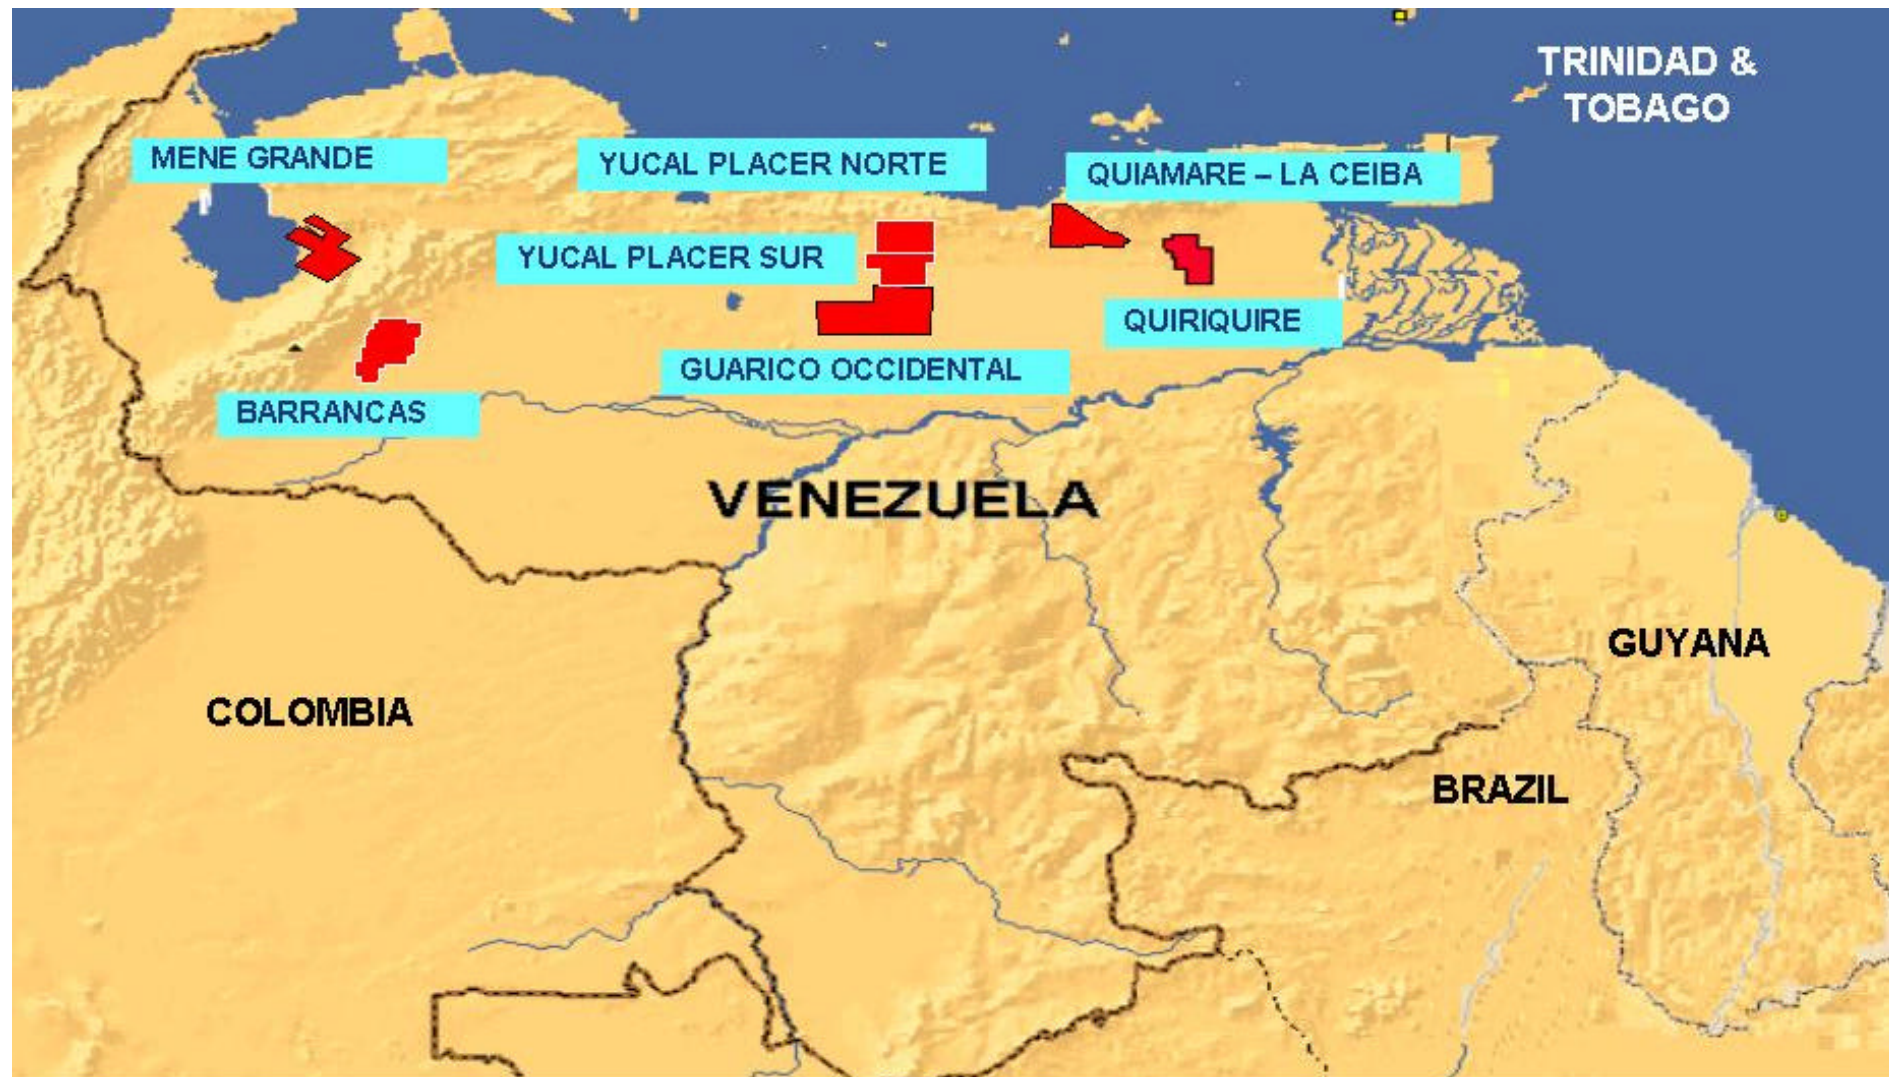 TRINIDAD &
TOBAGO
MENE GRANDE
YUCAL PLACER NORTE
QUIAMARE – LA CEIBA
YUCAL PLACER SUR
QUIRIQUIRE
GUARICO OCCIDENTAL
BARRANCAS
VENEZUELA
GUYANA
COLOMBIA
BRAZIL